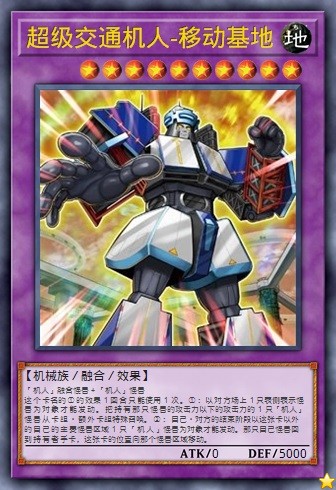 超级交通机人-移动基地
地
【机械族／融合／效果】
「机人」融合怪兽+「机人」怪兽
这个卡名的①的效果1回合只能使用1次。①：以对方场上1只表侧表示怪
兽为对象才能发动。把持有那只怪兽的攻击力以下的攻击力的1只「机人」
怪兽从卡组·额外卡组特殊召唤。②：自己·对方的结束阶段以这张卡以外
的自己的主要怪兽区域1只「机人」怪兽为对象才能发动。那只自己怪兽回
到持有者手卡，这张卡的位置向那个怪兽区域移动。
ATK/0 DEF/5000